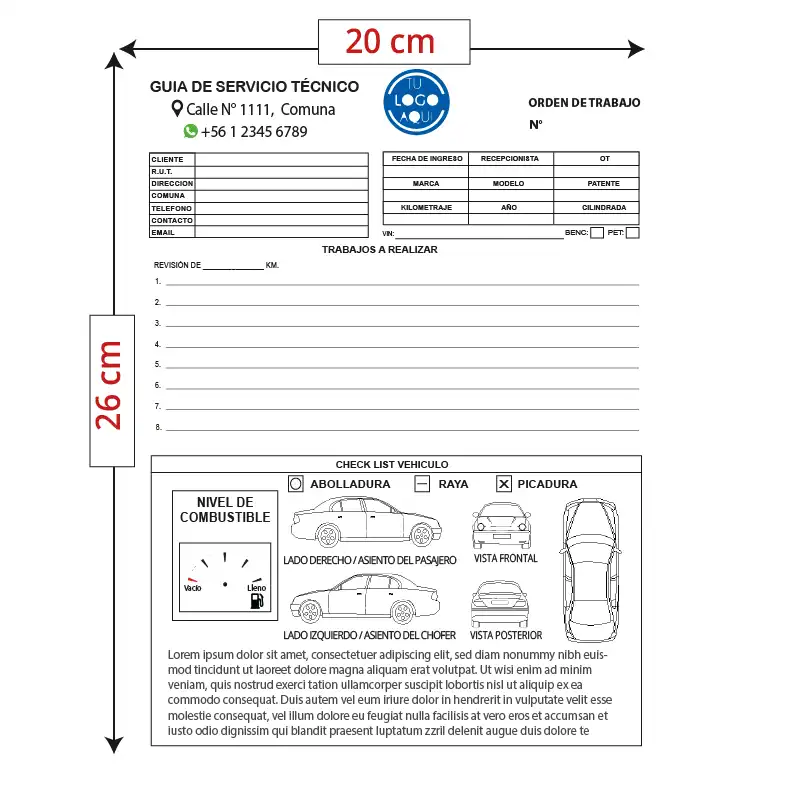 20 cm
GUIA DE SERVICIO TÉCNICO
Calle N° 1111, Comuna
+56 1 2345 6789
TU
LOGO
AQUI
ORDEN DE TRABAJO
N°
CLIENTE
R.U.T.
DIRECCION
COMUNA
TELEFONO
CONTACTO
EMAIL
FECHA DE INGRESO RECEPCIONISTA OT
MARCA MODELO PATENTE
KILOMETRAJE AÑO CILINDRADA
VIN: BENC: PET:
TRABAJOS A REALIZAR
REVISIÓN DE ______________ KM.
1.
2.
3.
4.
5.
6.
7.
8.
26 cm
CHECK LIST VEHICULO
ABOLLADURA RAYA PICADURA
NIVEL DE
COMBUSTIBLE
Vacío Lleno
LADO DERECHO / ASIENTO DEL PASAJERO
VISTA FRONTAL
LADO IZQUIERDO / ASIENTO DEL CHOFER
VISTA POSTERIOR
Lorem ipsum dolor sit amet, consectetuer adipiscing elit, sed diam nonummy nibh euis-
mod tincidunt ut laoreet dolore magna aliquam erat volutpat. Ut wisi enim ad minim
veniam, quis nostrud exerci tation ullamcorper suscipit lobortis nisl ut aliquip ex ea
commodo consequat. Duis autem vel eum iriure dolor in hendrerit in vulputate velit esse
molestie consequat, vel illum dolore eu feugiat nulla facilisis at vero eros et accumsan et
iusto odio dignissim qui blandit praesent luptatum zzril delenit augue duis dolore te